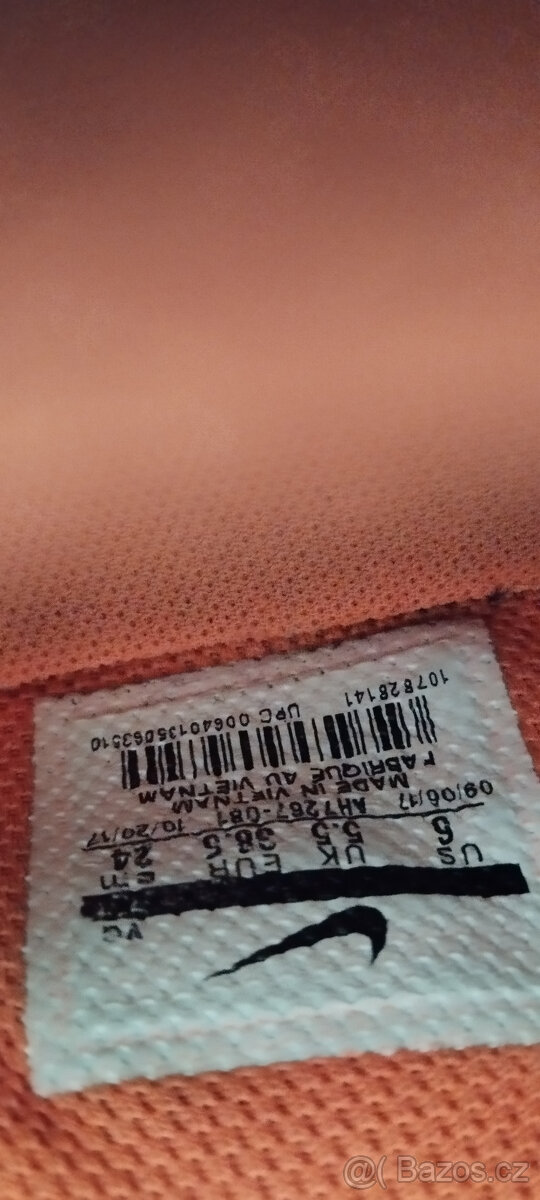 VG
US UK EUR cm
6 5.5 38.5 24
09/06/17 AH7267-081 10/20/17
MADE IN VIETNAM
FABRIQUE AU VIETNAM
UPC 00640135063510
107828141
@( Bazos.cz